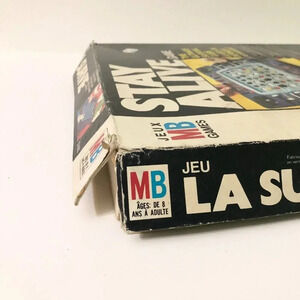 STAY
ALIVE
JEUX
MB
GAMES
MB
ÂGES: DE 8
ANS À ADULTE
JEU
LA SU